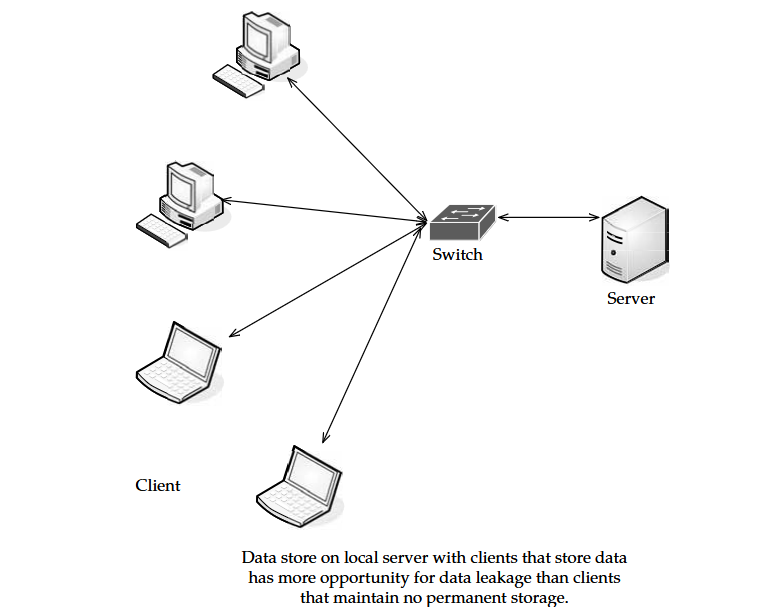 Switch
Server
Client
Data store on local server with clients that store data
has more opportunity for data leakage than clients
that maintain no permanent storage.